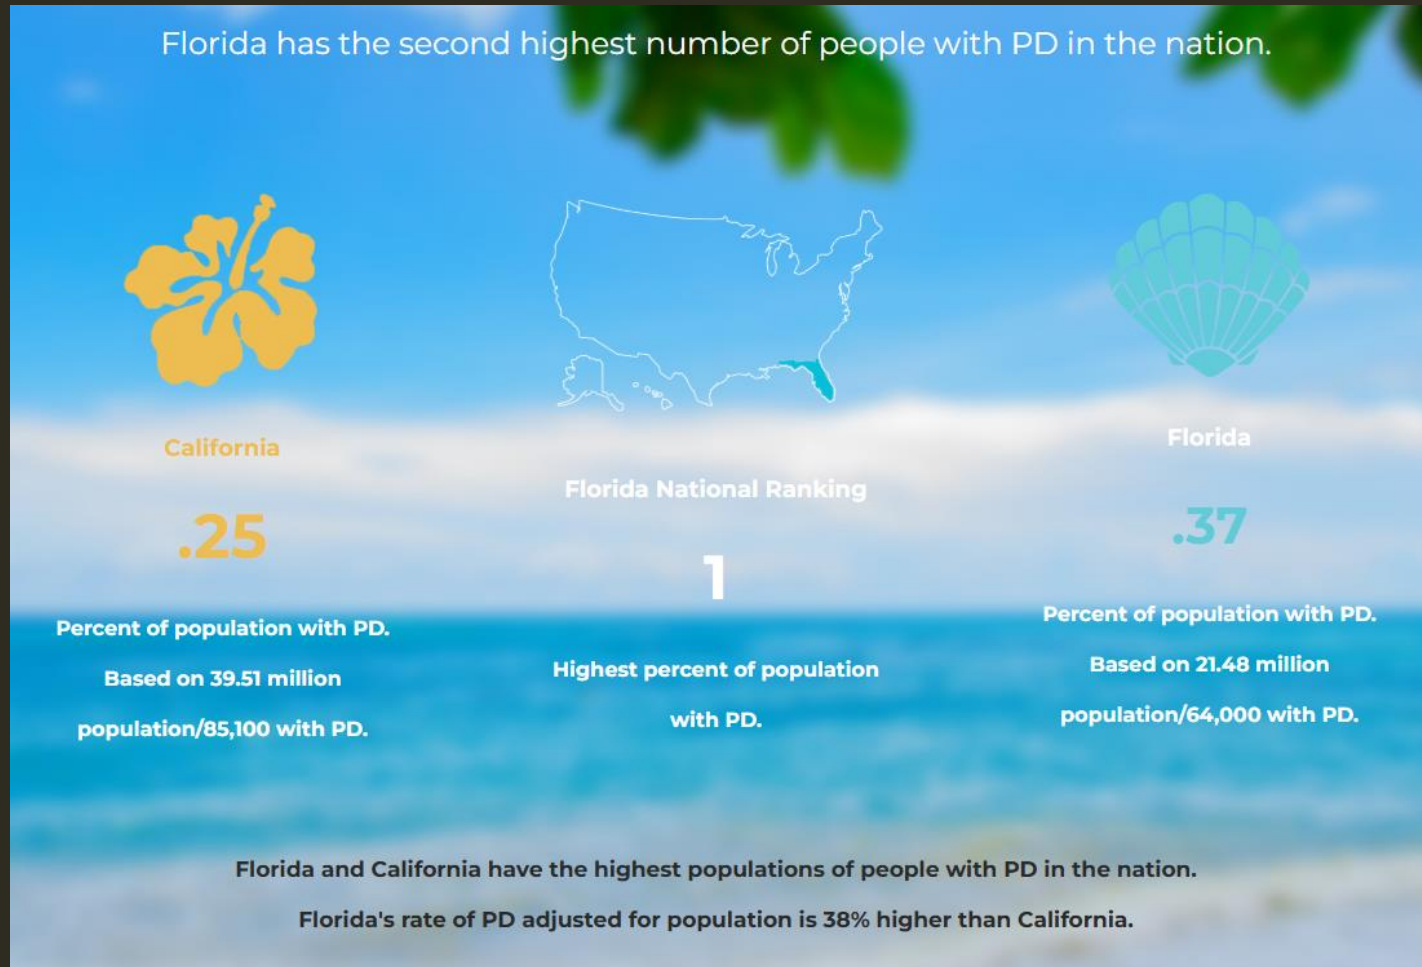 Florida has the second highest number of people with PD in the nation.
California
.25
Percent of population with PD.
Based on 39.51 million
population/85,100 with PD.
Florida National Ranking
1
Highest percent of population
with PD.
Florida
.37
Percent of population with PD.
Based on 21.48 million
population/64,000 with PD.
Florida and California have the highest populations of people with PD in the nation.
Florida's rate of PD adjusted for population is 38% higher than California.